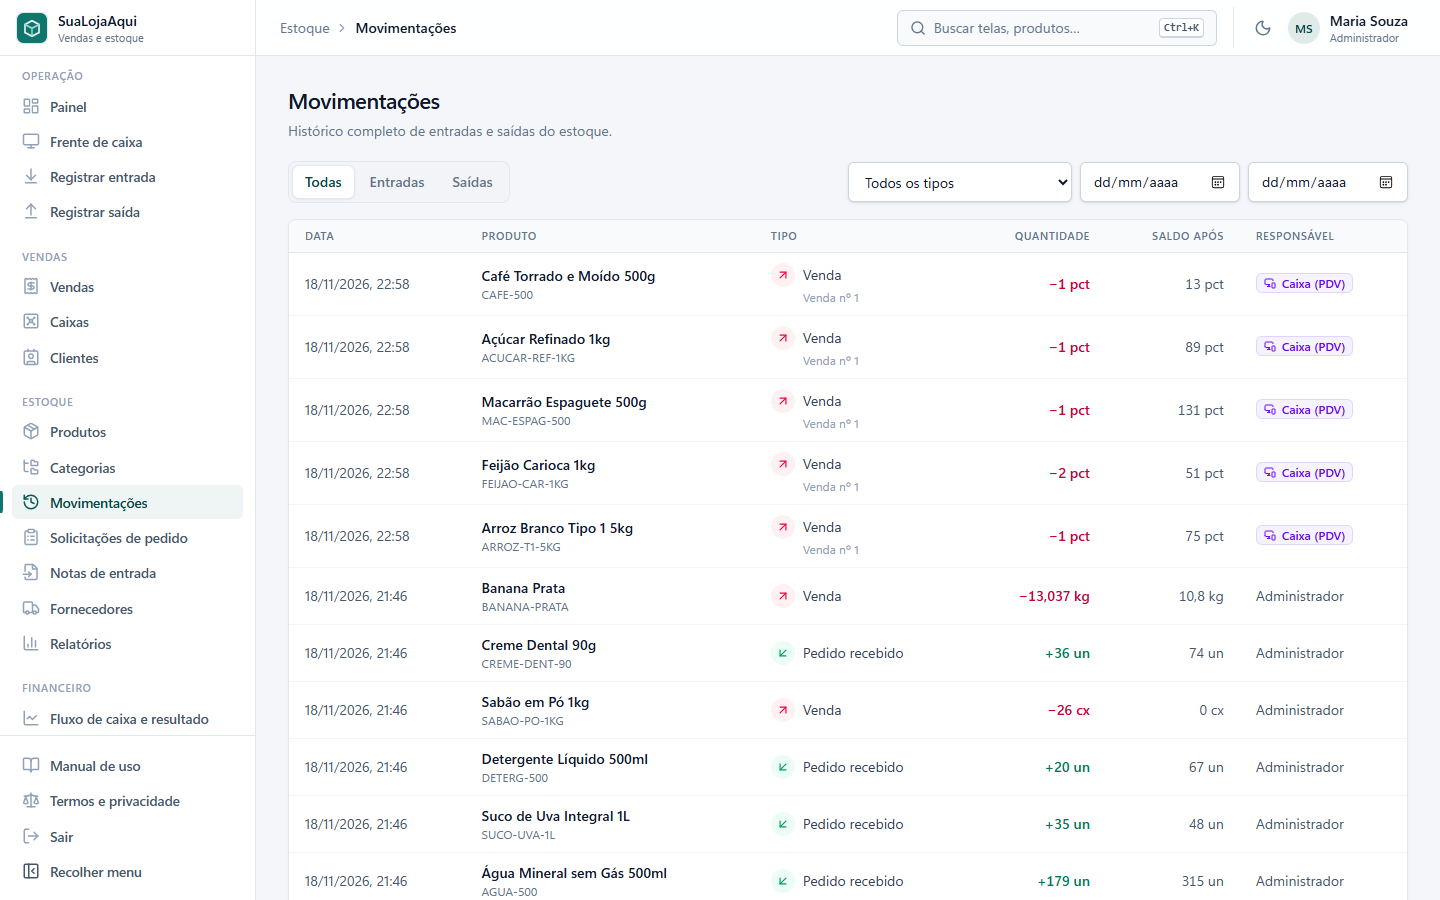 SuaLojaAqui
Vendas e estoque
Estoque > Movimentações
Buscar telas, produtos...
Ctrl+K
MS
Maria Souza
Administrador
OPERAÇÃO
Painel
Frente de caixa
Registrar entrada
Registrar saída
VENDAS
Vendas
Caixas
Clientes
ESTOQUE
Produtos
Categorias
Movimentações
Solicitações de pedido
Notas de entrada
Fornecedores
Relatórios
FINANCEIRO
Fluxo de caixa e resultado
Manual de uso
Termos e privacidade
Sair
Recolher menu
Movimentações
Histórico completo de entradas e saídas do estoque.
Todas Entradas Saídas
Todos os tipos
dd/mm/aaaa
dd/mm/aaaa
DATA PRODUTO TIPO QUANTIDADE SALDO APÓS RESPONSÁVEL
18/11/2026, 22:58 Café Torrado e Moído 500g Venda −1 pct 13 pct Caixa (PDV)
CAFE-500 Venda nº 1
18/11/2026, 22:58 Açúcar Refinado 1kg Venda −1 pct 89 pct Caixa (PDV)
ACUCAR-REF-1KG Venda nº 1
18/11/2026, 22:58 Macarrão Espaguete 500g Venda −1 pct 131 pct Caixa (PDV)
MAC-ESPAG-500 Venda nº 1
18/11/2026, 22:58 Feijão Carioca 1kg Venda −2 pct 51 pct Caixa (PDV)
FEIJAO-CAR-1KG Venda nº 1
18/11/2026, 22:58 Arroz Branco Tipo 1 5kg Venda −1 pct 75 pct Caixa (PDV)
ARROZ-T1-5KG Venda nº 1
18/11/2026, 21:46 Banana Prata Venda −13,037 kg 10,8 kg Administrador
BANANA-PRATA
18/11/2026, 21:46 Creme Dental 90g Pedido recebido +36 un 74 un Administrador
CREME-DENT-90
18/11/2026, 21:46 Sabão em Pó 1kg Venda −26 cx 0 cx Administrador
SABAO-PO-1KG
18/11/2026, 21:46 Detergente Líquido 500ml Pedido recebido +20 un 67 un Administrador
DETERG-500
18/11/2026, 21:46 Suco de Uva Integral 1L Pedido recebido +35 un 48 un Administrador
SUCO-UVA-1L
18/11/2026, 21:46 Água Mineral sem Gás 500ml Pedido recebido +179 un 315 un Administrador
AGUA-500